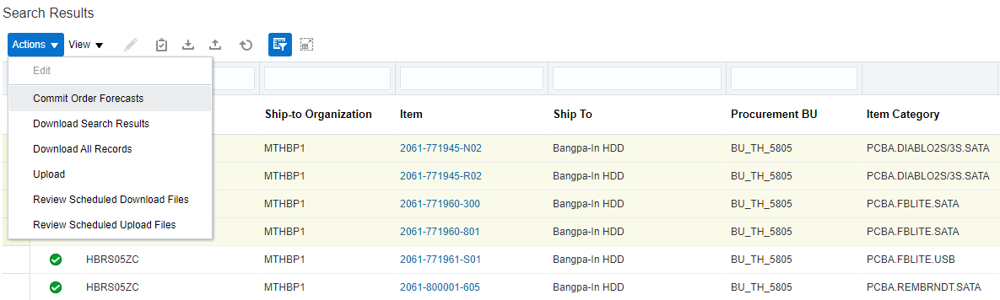 Search Results
Actions View
Edit
Commit Order Forecasts
Download Search Results
Download All Records
Upload
Review Scheduled Download Files
Review Scheduled Upload Files
Ship-to Organization Item Ship To Procurement BU Item Category
MTHBP1 2061-771945-N02 Bangpa-In HDD BU_TH_5805 PCBA.DIABLO2S/3S.SATA
MTHBP1 2061-771945-R02 Bangpa-In HDD BU_TH_5805 PCBA.DIABLO2S/3S.SATA
MTHBP1 2061-771960-300 Bangpa-In HDD BU_TH_5805 PCBA.FBLITE.SATA
MTHBP1 2061-771960-801 Bangpa-In HDD BU_TH_5805 PCBA.FBLITE.SATA
HBRS05ZC MTHBP1 2061-771961-S01 Bangpa-In HDD BU_TH_5805 PCBA.FBLITE.USB
HBRS05ZC MTHBP1 2061-800001-605 Bangpa-In HDD BU_TH_5805 PCBA.REMBRNDT.SATA